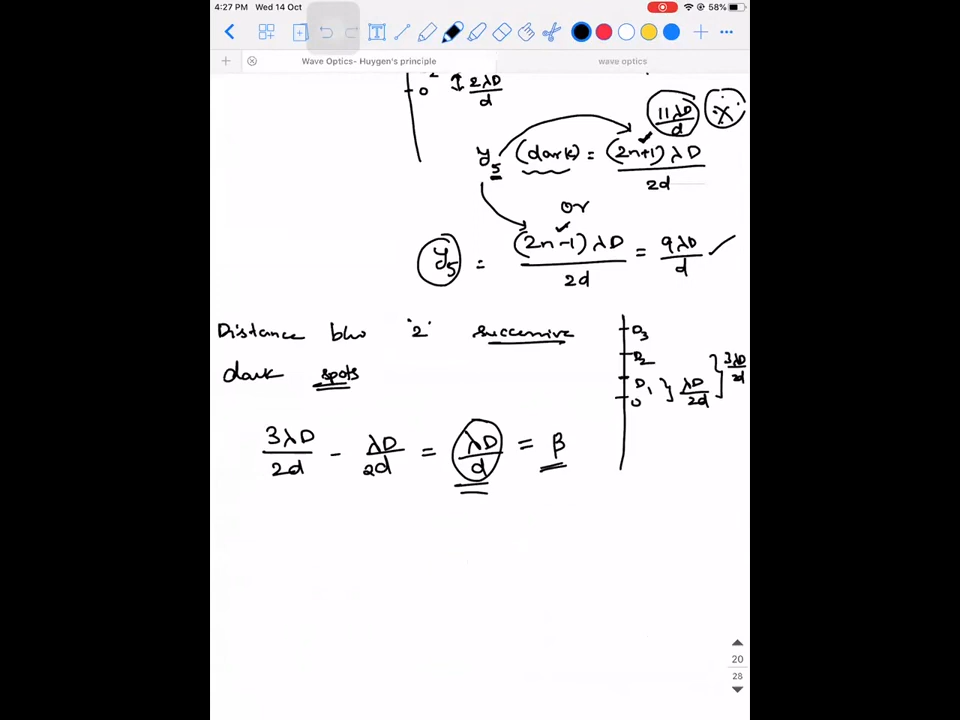 4:27 PM Wed 14 Oct 58%
Wave Optics- Huygen's principle
wave optics
0 2λD/d
11λD/d X
y5 (dark) = (2n+1) λD/2d
or
y5 = (2n-1) λD/2d = 9λD/d ✓
Distance b/w '2' successive
dark spots
D3
D2
D1
0
λD/2d
3λD/2d
3λD/2d - λD/2d = λD/d = β
20
28